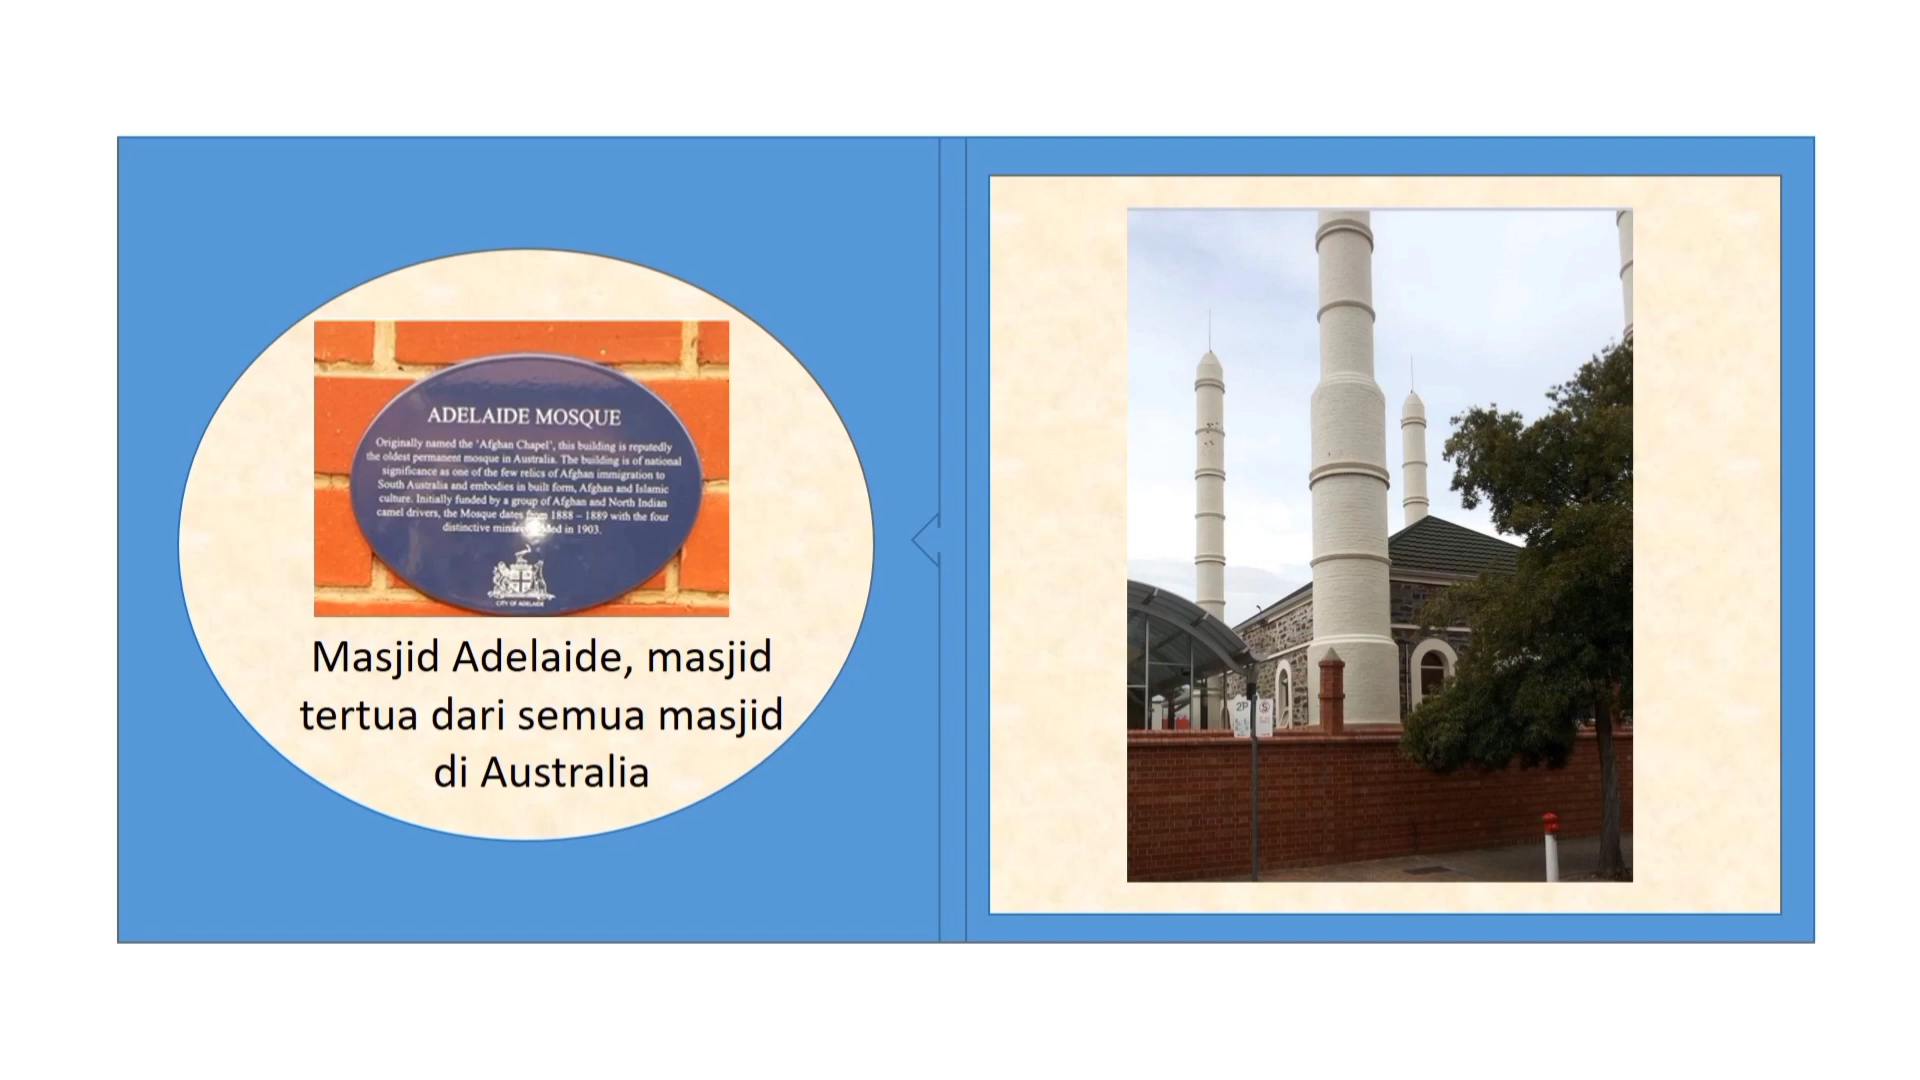 ADELAIDE MOSQUE
Originally named the 'Afghan Chapel', this building is reputedly
the oldest permanent mosque in Australia. The building is of national
significance as one of the few relics of Afghan immigration to
South Australia and embodies in built form, Afghan and Islamic
culture. Initially funded by a group of Afghan and North Indian
camel drivers, the Mosque dates from 1888 – 1889 with the four
distinctive in 1903.
CITY OF ADELAIDE
Masjid Adelaide, masjid
tertua dari semua masjid
di Australia
2P
S